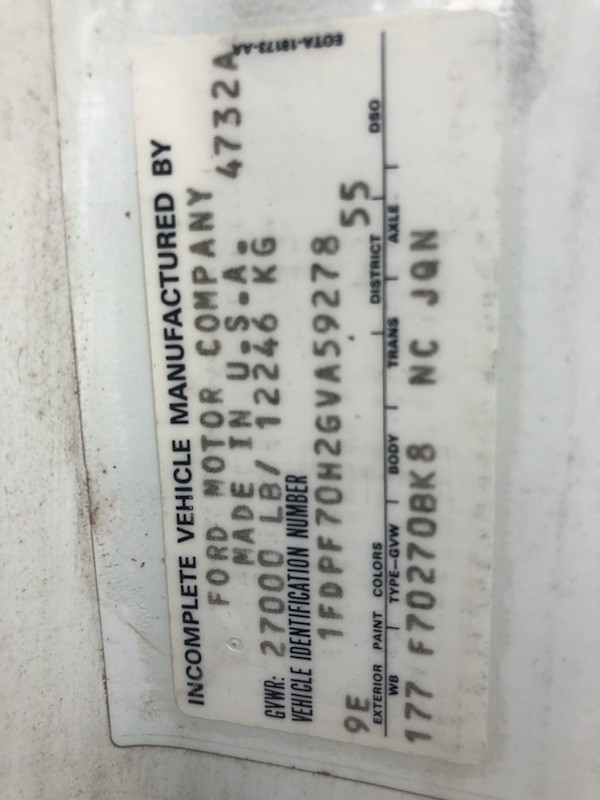 EOTA-18173-AA
INCOMPLETE VEHICLE MANUFACTURED BY
FORD MOTOR COMPANY
MADE IN U.S.A. 4732A
GVWR: 27000 LB/ 12246 KG
VEHICLE IDENTIFICATION NUMBER
1FDPF70H2GVA59278
9E 55
EXTERIOR PAINT COLORS DISTRICT DSO
WB TYPE-GVW BODY TRANS AXLE
177 F70270BK8 NC JQN